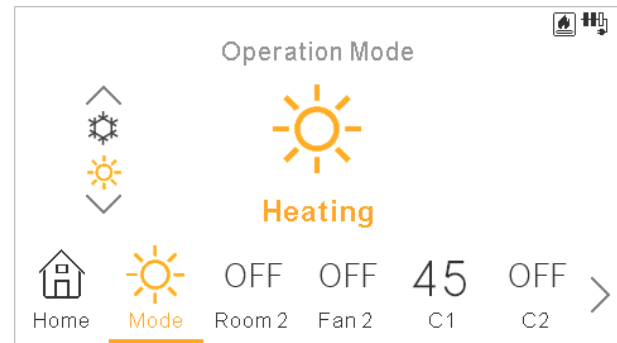 Operation Mode
Heating
OFF OFF 45 OFF
Home Mode Room 2 Fan 2 C1 C2